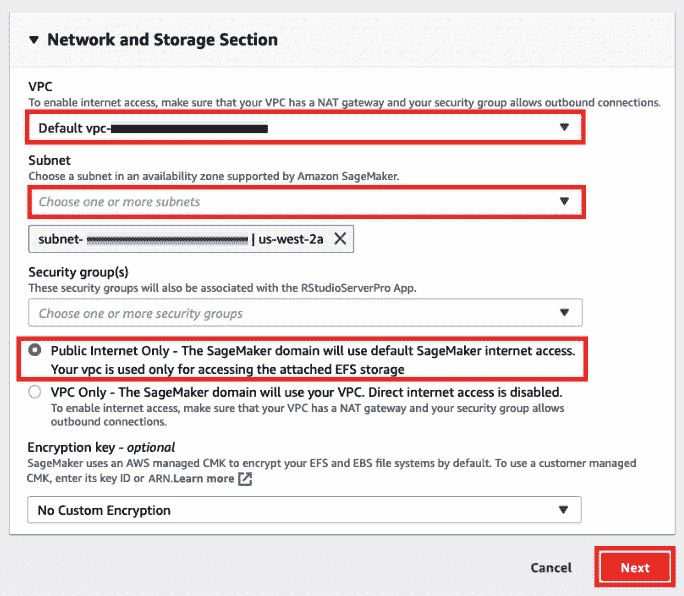 Network and Storage Section
VPC
To enable internet access, make sure that your VPC has a NAT gateway and your security group allows outbound connections.
Default vpc-
Subnet
Choose a subnet in an availability zone supported by Amazon SageMaker.
Choose one or more subnets
subnet- | us-west-2a
Security group(s)
These security groups will also be associated with the RStudioServerPro App.
Choose one or more security groups
Public Internet Only - The SageMaker domain will use default SageMaker internet access.
Your vpc is used only for accessing the attached EFS storage
VPC Only - The SageMaker domain will use your VPC. Direct internet access is disabled.
To enable internet access, make sure that your VPC has a NAT gateway and your security group allows
outbound connections.
Encryption key - optional
SageMaker uses an AWS managed CMK to encrypt your EFS and EBS file systems by default. To use a customer managed
CMK, enter its key ID or ARN.Learn more
No Custom Encryption
Cancel
Next